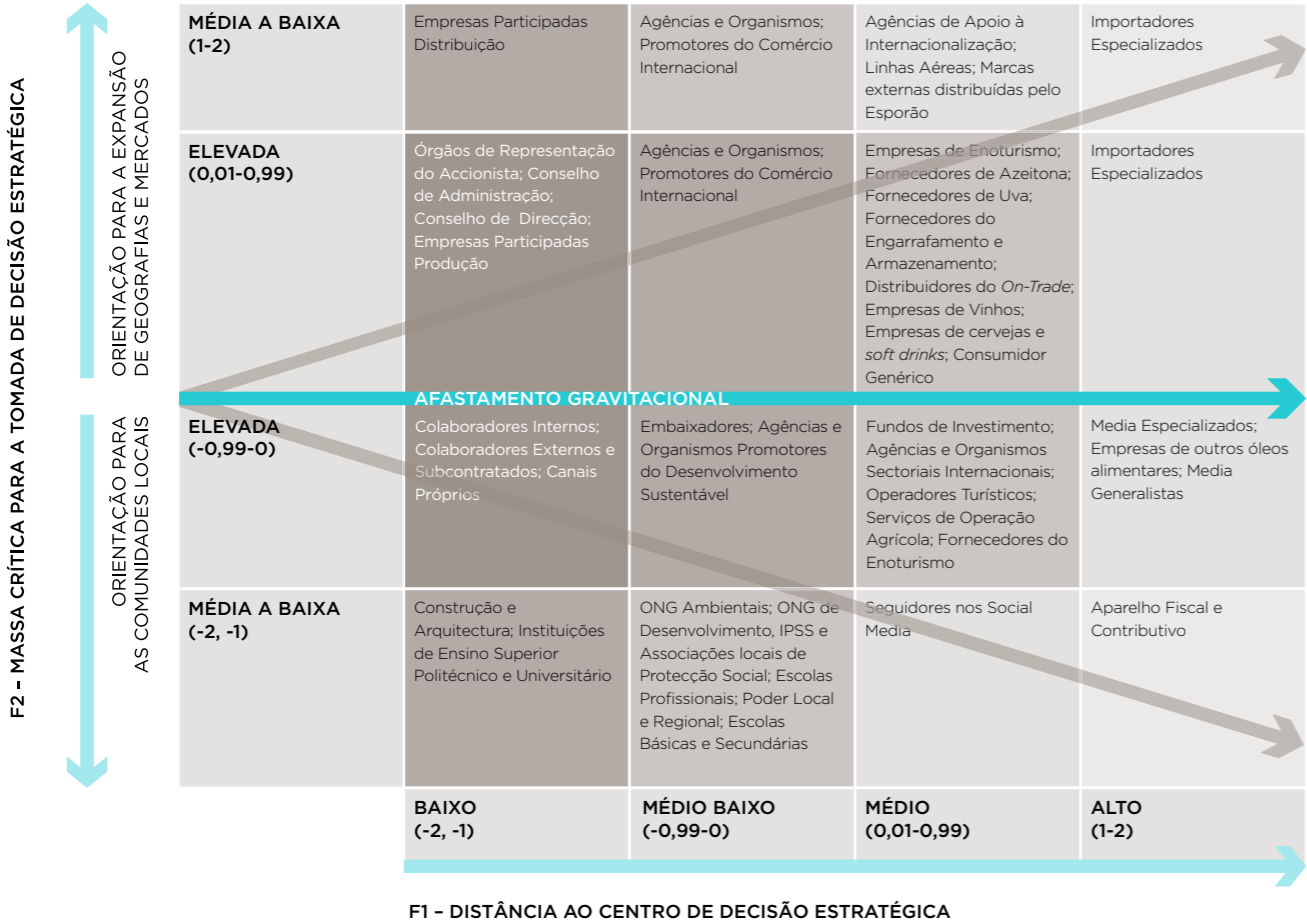 F2 – MASSA CRÍTICA PARA A TOMADA DE DECISÃO ESTRATÉGICA
ORIENTAÇÃO PARA A EXPANSÃO
DE GEOGRAFIAS E MERCADOS
MÉDIA A BAIXA
(1-2)
Empresas Participadas
Distribuição
Agências e Organismos;
Promotores do Comércio
Internacional
Agências de Apoio à
Internacionalização;
Linhas Aéreas; Marcas
externas distribuídas pelo
Esporão
Importadores
Especializados
ELEVADA
(0,01-0,99)
Órgãos de Representação
do Accionista; Conselho
de Administração;
Conselho de Direcção;
Empresas Participadas
Produção
Agências e Organismos;
Promotores do Comércio
Internacional
Empresas de Enoturismo;
Fornecedores de Azeitona;
Fornecedores de Uva;
Fornecedores do
Engarrafamento e
Armazenamento;
Distribuidores do On-Trade;
Empresas de Vinhos;
Empresas de cervejas e
soft drinks; Consumidor
Genérico
Importadores
Especializados
AFASTAMENTO GRAVITACIONAL
ORIENTAÇÃO PARA
AS COMUNIDADES LOCAIS
ELEVADA
(-0,99-0)
Colaboradores Internos;
Colaboradores Externos e
Subcontratados; Canais
Próprios
Embaixadores; Agências e
Organismos Promotores
do Desenvolvimento
Sustentável
Fundos de Investimento;
Agências e Organismos
Sectoriais Internacionais;
Operadores Turísticos;
Serviços de Operação
Agrícola; Fornecedores do
Enoturismo
Media Especializados;
Empresas de outros óleos
alimentares; Media
Generalistas
MÉDIA A BAIXA
(-2, -1)
Construção e
Arquitectura; Instituições
de Ensino Superior
Politécnico e Universitário
ONG Ambientais; ONG de
Desenvolvimento, IPSS e
Associações locais de
Protecção Social; Escolas
Profissionais; Poder Local
e Regional; Escolas
Básicas e Secundárias
Seguidores nos Social
Media
Aparelho Fiscal e
Contributivo
BAIXO
(-2, -1)
MÉDIO BAIXO
(-0,99-0)
MÉDIO
(0,01-0,99)
ALTO
(1-2)
F1 – DISTÂNCIA AO CENTRO DE DECISÃO ESTRATÉGICA